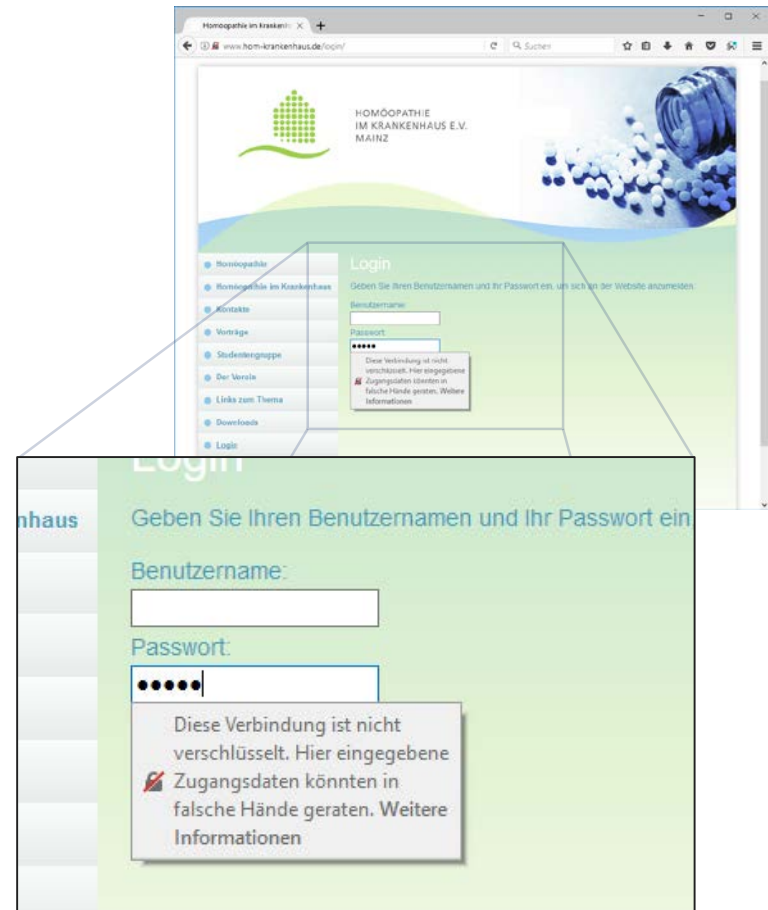 Homöopathie im Krankenh
www.hom-krankenhaus.de/login/
Suchen
HOMÖOPATHIE
IM KRANKENHAUS E.V.
MAINZ
Homöopathie
Homöopathie im Krankenhaus
Kontakte
Vorträge
Studentengruppe
Der Verein
Links zum Thema
Downloads
Login
Login
Geben Sie Ihren Benutzernamen und Ihr Passwort ein, um sich an der Website anzumelden.
Benutzername:
Passwort:
•••••
Diese Verbindung ist nicht
verschlüsselt. Hier eingegebene
Zugangsdaten könnten in
falsche Hände geraten. Weitere
Informationen
Login
nhaus
Geben Sie Ihren Benutzernamen und Ihr Passwort ein,
Benutzername:
Passwort:
•••••
Diese Verbindung ist nicht
verschlüsselt. Hier eingegebene
Zugangsdaten könnten in
falsche Hände geraten. Weitere
Informationen